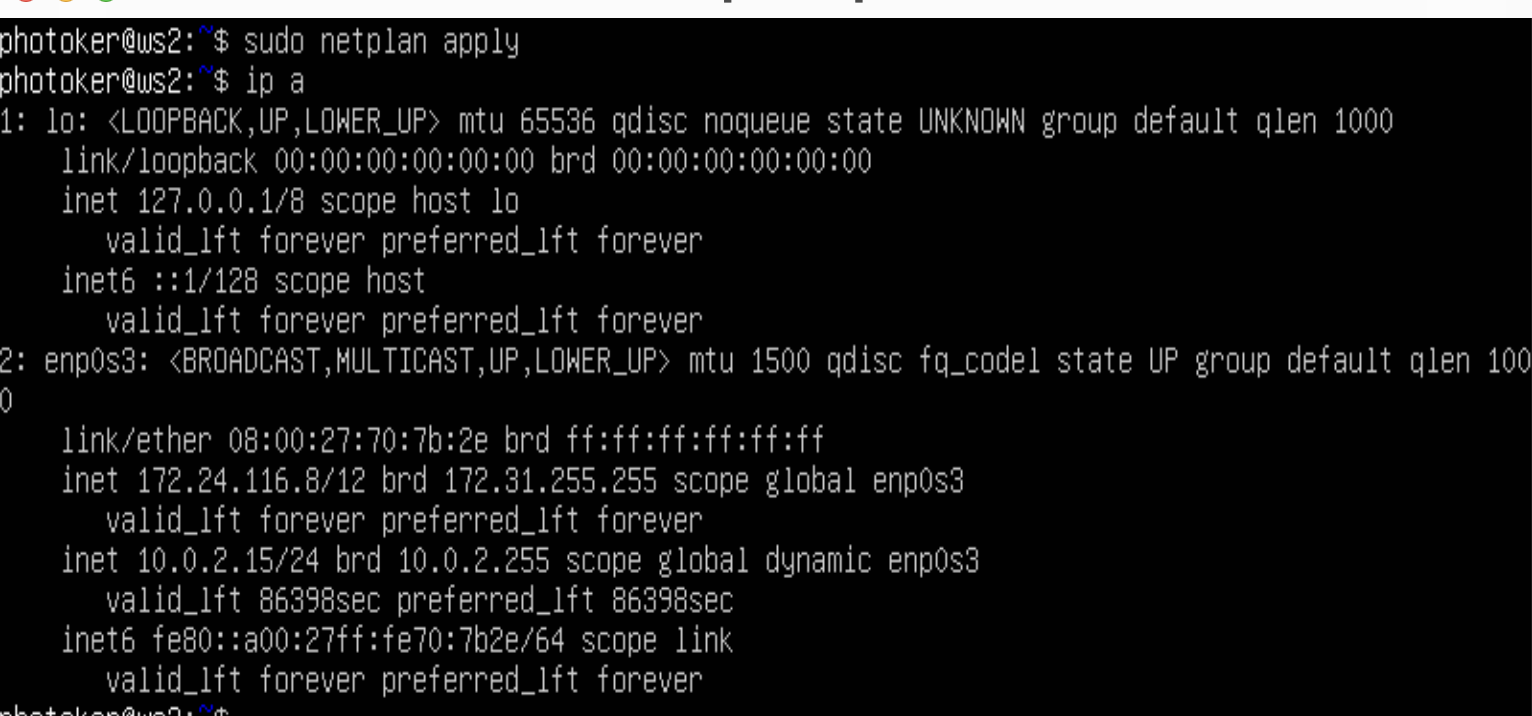 photoker@ws2:~$ sudo netplan apply
photoker@ws2:~$ ip a
1: lo: <LOOPBACK,UP,LOWER_UP> mtu 65536 qdisc noqueue state UNKNOWN group default qlen 1000
link/loopback 00:00:00:00:00:00 brd 00:00:00:00:00:00
inet 127.0.0.1/8 scope host lo
valid_lft forever preferred_lft forever
inet6 ::1/128 scope host
valid_lft forever preferred_lft forever
2: enp0s3: <BROADCAST,MULTICAST,UP,LOWER_UP> mtu 1500 qdisc fq_codel state UP group default qlen 100
0
link/ether 08:00:27:70:7b:2e brd ff:ff:ff:ff:ff:ff
inet 172.24.116.8/12 brd 172.31.255.255 scope global enp0s3
valid_lft forever preferred_lft forever
inet 10.0.2.15/24 brd 10.0.2.255 scope global dynamic enp0s3
valid_lft 86398sec preferred_lft 86398sec
inet6 fe80::a00:27ff:fe70:7b2e/64 scope link
valid_lft forever preferred_lft forever
photoker@ws2:~$